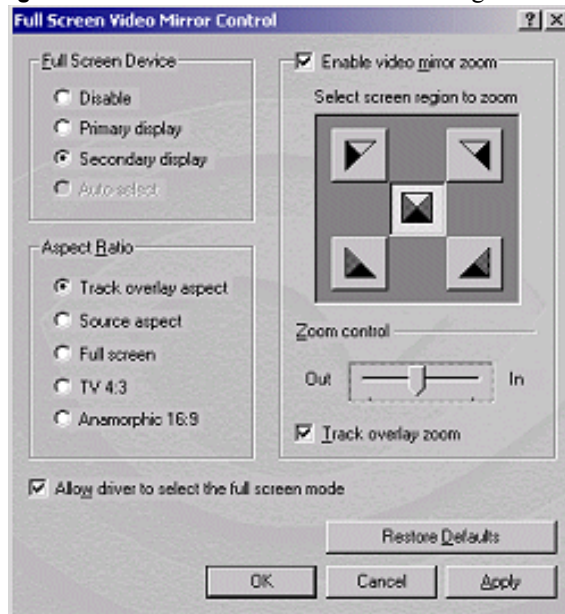 Full Screen Video Mirror Control
Full Screen Device
Disable
Primary display
Secondary display
Auto select
Aspect Ratio
Track overlay aspect
Source aspect
Full screen
TV 4:3
Anamorphic 16:9
Enable video mirror zoom
Select screen region to zoom
Zoom control
Out
In
Track overlay zoom
Allow driver to select the full screen mode
Restore Defaults
OK
Cancel
Apply